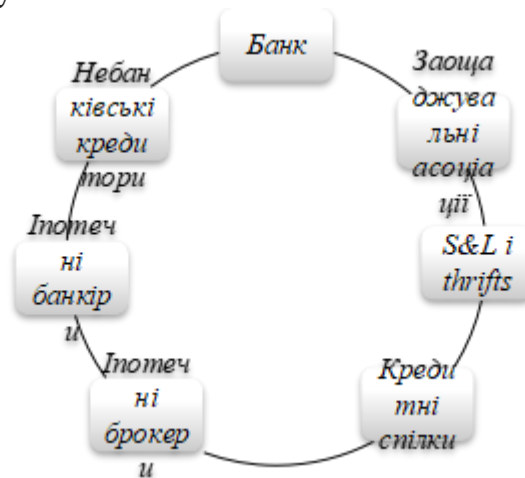 у
Банк
Заоща
джува
льні
асоціа
ції
S&L і
thrifts
Креди
тні
спілки
Іпотеч
ні
брокер
и
Іпотеч
ні
банкір
и
Небан
ківські
креди
тори